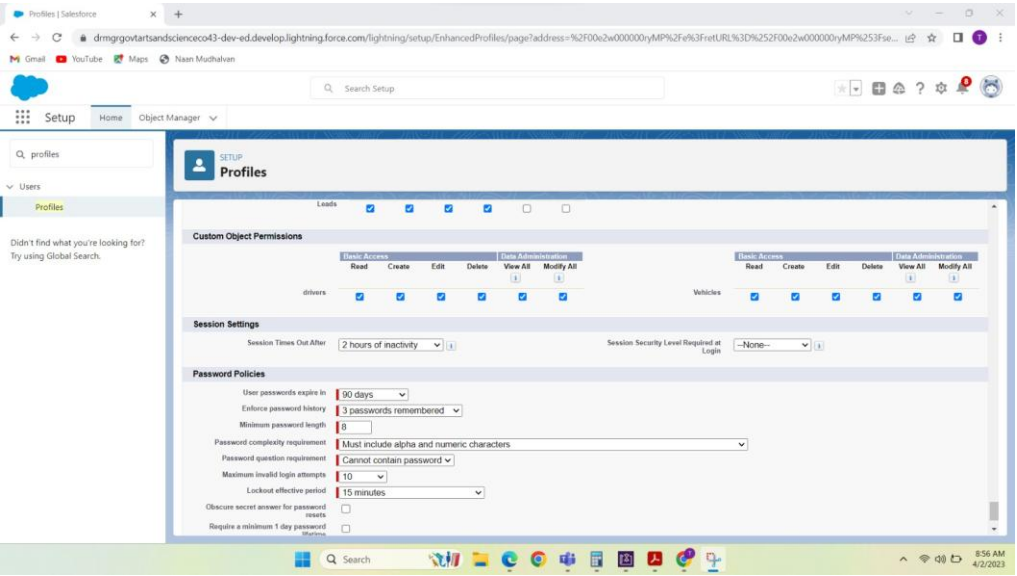 Profiles | Salesforce
drmgrgovtartsandscienceco43-dev-ed.develop.lightning.force.com/lightning/setup/EnhancedProfiles/page?address=%2F00e2w000000ryMP%2Fe%3FretURL%3D%252F00e2w000000ryMP%253Fse...
T
Gmail YouTube Maps Naan Mudhalvan
Search Setup
8
Setup Home Object Manager
profiles
Users
Profiles
Didn't find what you're looking for?
Try using Global Search.
SETUP
Profiles
Leads
Custom Object Permissions
Basic Access Data Administration Basic Access Data Administration
Read Create Edit Delete View All Modify All Read Create Edit Delete View All Modify All
drivers Vehicles
Session Settings
Session Times Out After 2 hours of inactivity Session Security Level Required at Login --None--
Password Policies
User passwords expire in 90 days
Enforce password history 3 passwords remembered
Minimum password length 8
Password complexity requirement Must include alpha and numeric characters
Password question requirement Cannot contain password
Maximum invalid login attempts 10
Lockout effective period 15 minutes
Obscure secret answer for password resets
Require a minimum 1 day password lifetime
Search
8:56 AM
4/2/2023